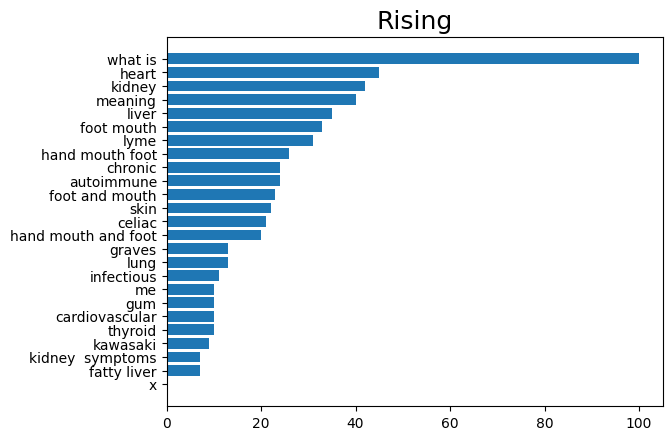 Rising
what is
heart
kidney
meaning
liver
foot mouth
lyme
hand mouth foot
chronic
autoimmune
foot and mouth
skin
celiac
hand mouth and foot
graves
lung
infectious
me
gum
cardiovascular
thyroid
kawasaki
kidney  symptoms
fatty liver
x
0 20 40 60 80 100